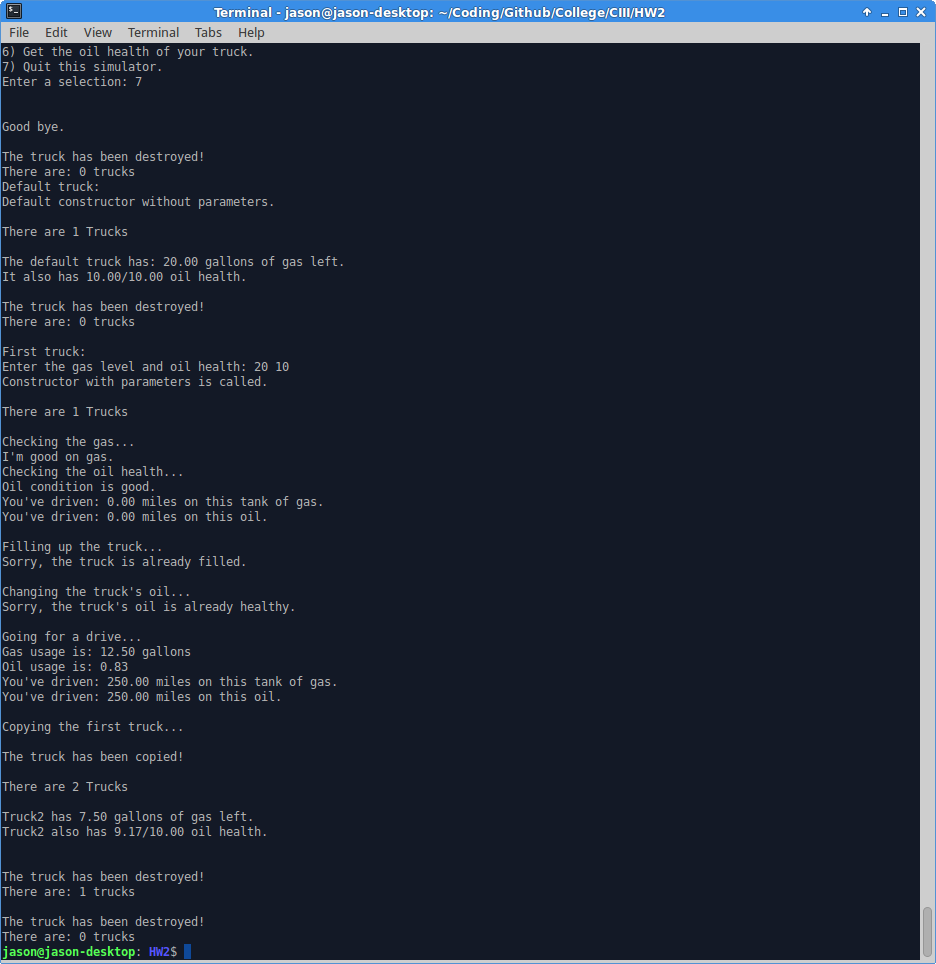 Terminal - jason@jason-desktop: ~/Coding/Github/College/CIII/HW2
File Edit View Terminal Tabs Help
6) Get the oil health of your truck.
7) Quit this simulator.
Enter a selection: 7
Good bye.
The truck has been destroyed!
There are: 0 trucks
Default truck:
Default constructor without parameters.
There are 1 Trucks
The default truck has: 20.00 gallons of gas left.
It also has 10.00/10.00 oil health.
The truck has been destroyed!
There are: 0 trucks
First truck:
Enter the gas level and oil health: 20 10
Constructor with parameters is called.
There are 1 Trucks
Checking the gas...
I'm good on gas.
Checking the oil health...
Oil condition is good.
You've driven: 0.00 miles on this tank of gas.
You've driven: 0.00 miles on this oil.
Filling up the truck...
Sorry, the truck is already filled.
Changing the truck's oil...
Sorry, the truck's oil is already healthy.
Going for a drive...
Gas usage is: 12.50 gallons
Oil usage is: 0.83
You've driven: 250.00 miles on this tank of gas.
You've driven: 250.00 miles on this oil.
Copying the first truck...
The truck has been copied!
There are 2 Trucks
Truck2 has 7.50 gallons of gas left.
Truck2 also has 9.17/10.00 oil health.
The truck has been destroyed!
There are: 1 trucks
The truck has been destroyed!
There are: 0 trucks
jason@jason-desktop: HW2$